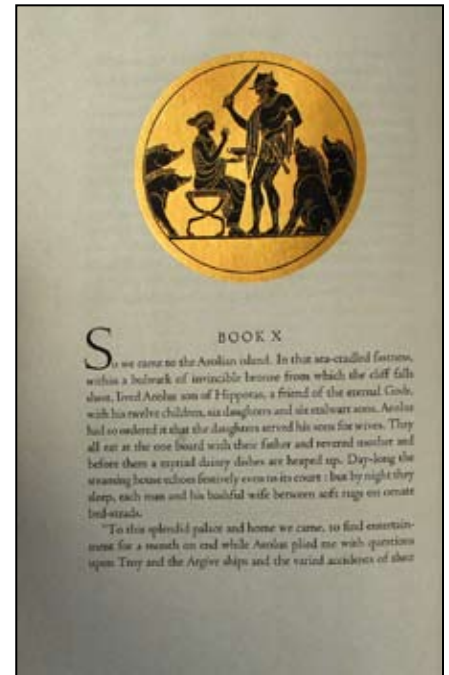 BOOK X
So we came to the Aeolian island. In that sea-cradled fastness,
within a bulwark of invincible bronze from which the cliff falls
sheer, lived Aeolus son of Hippotas, a friend of the eternal Gods,
with his twelve children, six daughters and six stalwart sons. Aeolus
had so ordered it that the daughters served his sons for wives. They
all eat at the one board with their father and revered mother and
before them a myriad dainty dishes are heaped up. Day-long the
steaming house echoes festively even to its court : but by night they
sleep, each man and his bashful wife between soft rugs on ornate
bed-steads.
"To this splendid palace and home we came, to find entertain-
ment for a month on end while Aeolus plied me with questions
upon Troy and the Argive ships and the varied accidents of their